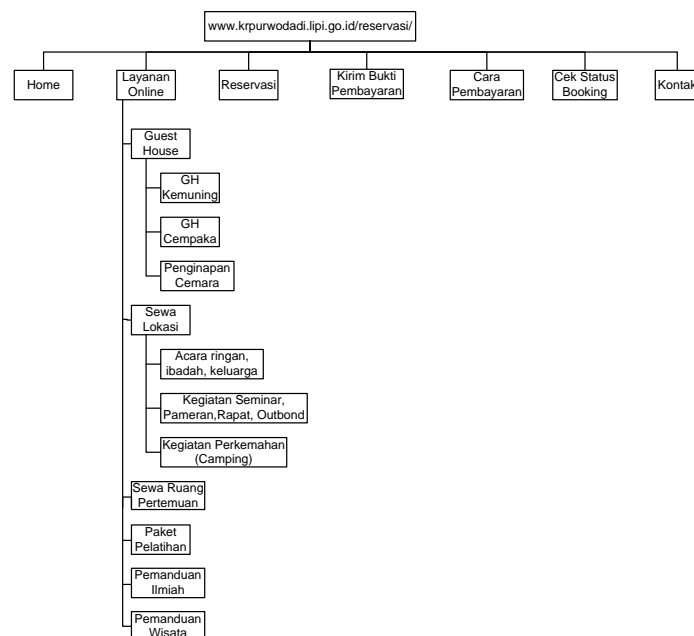 www.krpurwodadi.lipi.go.id/reservasi/
Home
Layanan
Online
Reservasi
Kirim Bukti
Pembayaran
Cara
Pembayaran
Cek Status
Booking
Kontak
Guest
House
GH
Kemuning
GH
Cempaka
Penginapan
Cemara
Sewa
Lokasi
Acara ringan,
ibadah, keluarga
Kegiatan Seminar,
Pameran,Rapat, Outbond
Kegiatan Perkemahan
(Camping)
Sewa Ruang
Pertemuan
Paket
Pelatihan
Pemanduan
Ilmiah
Pemanduan
Wisata